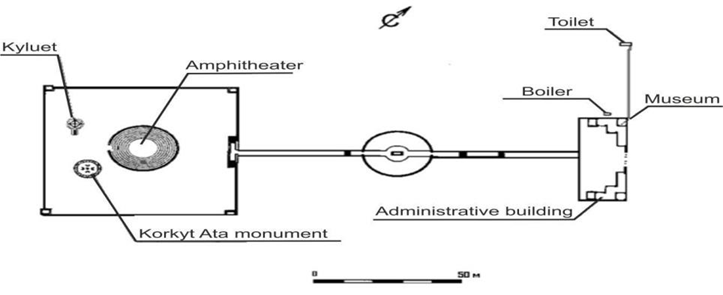 Toilet
Kyluet
С
Amphitheater
Boiler
Museum
Administrative building
Korkyt Ata monument
0 50 м